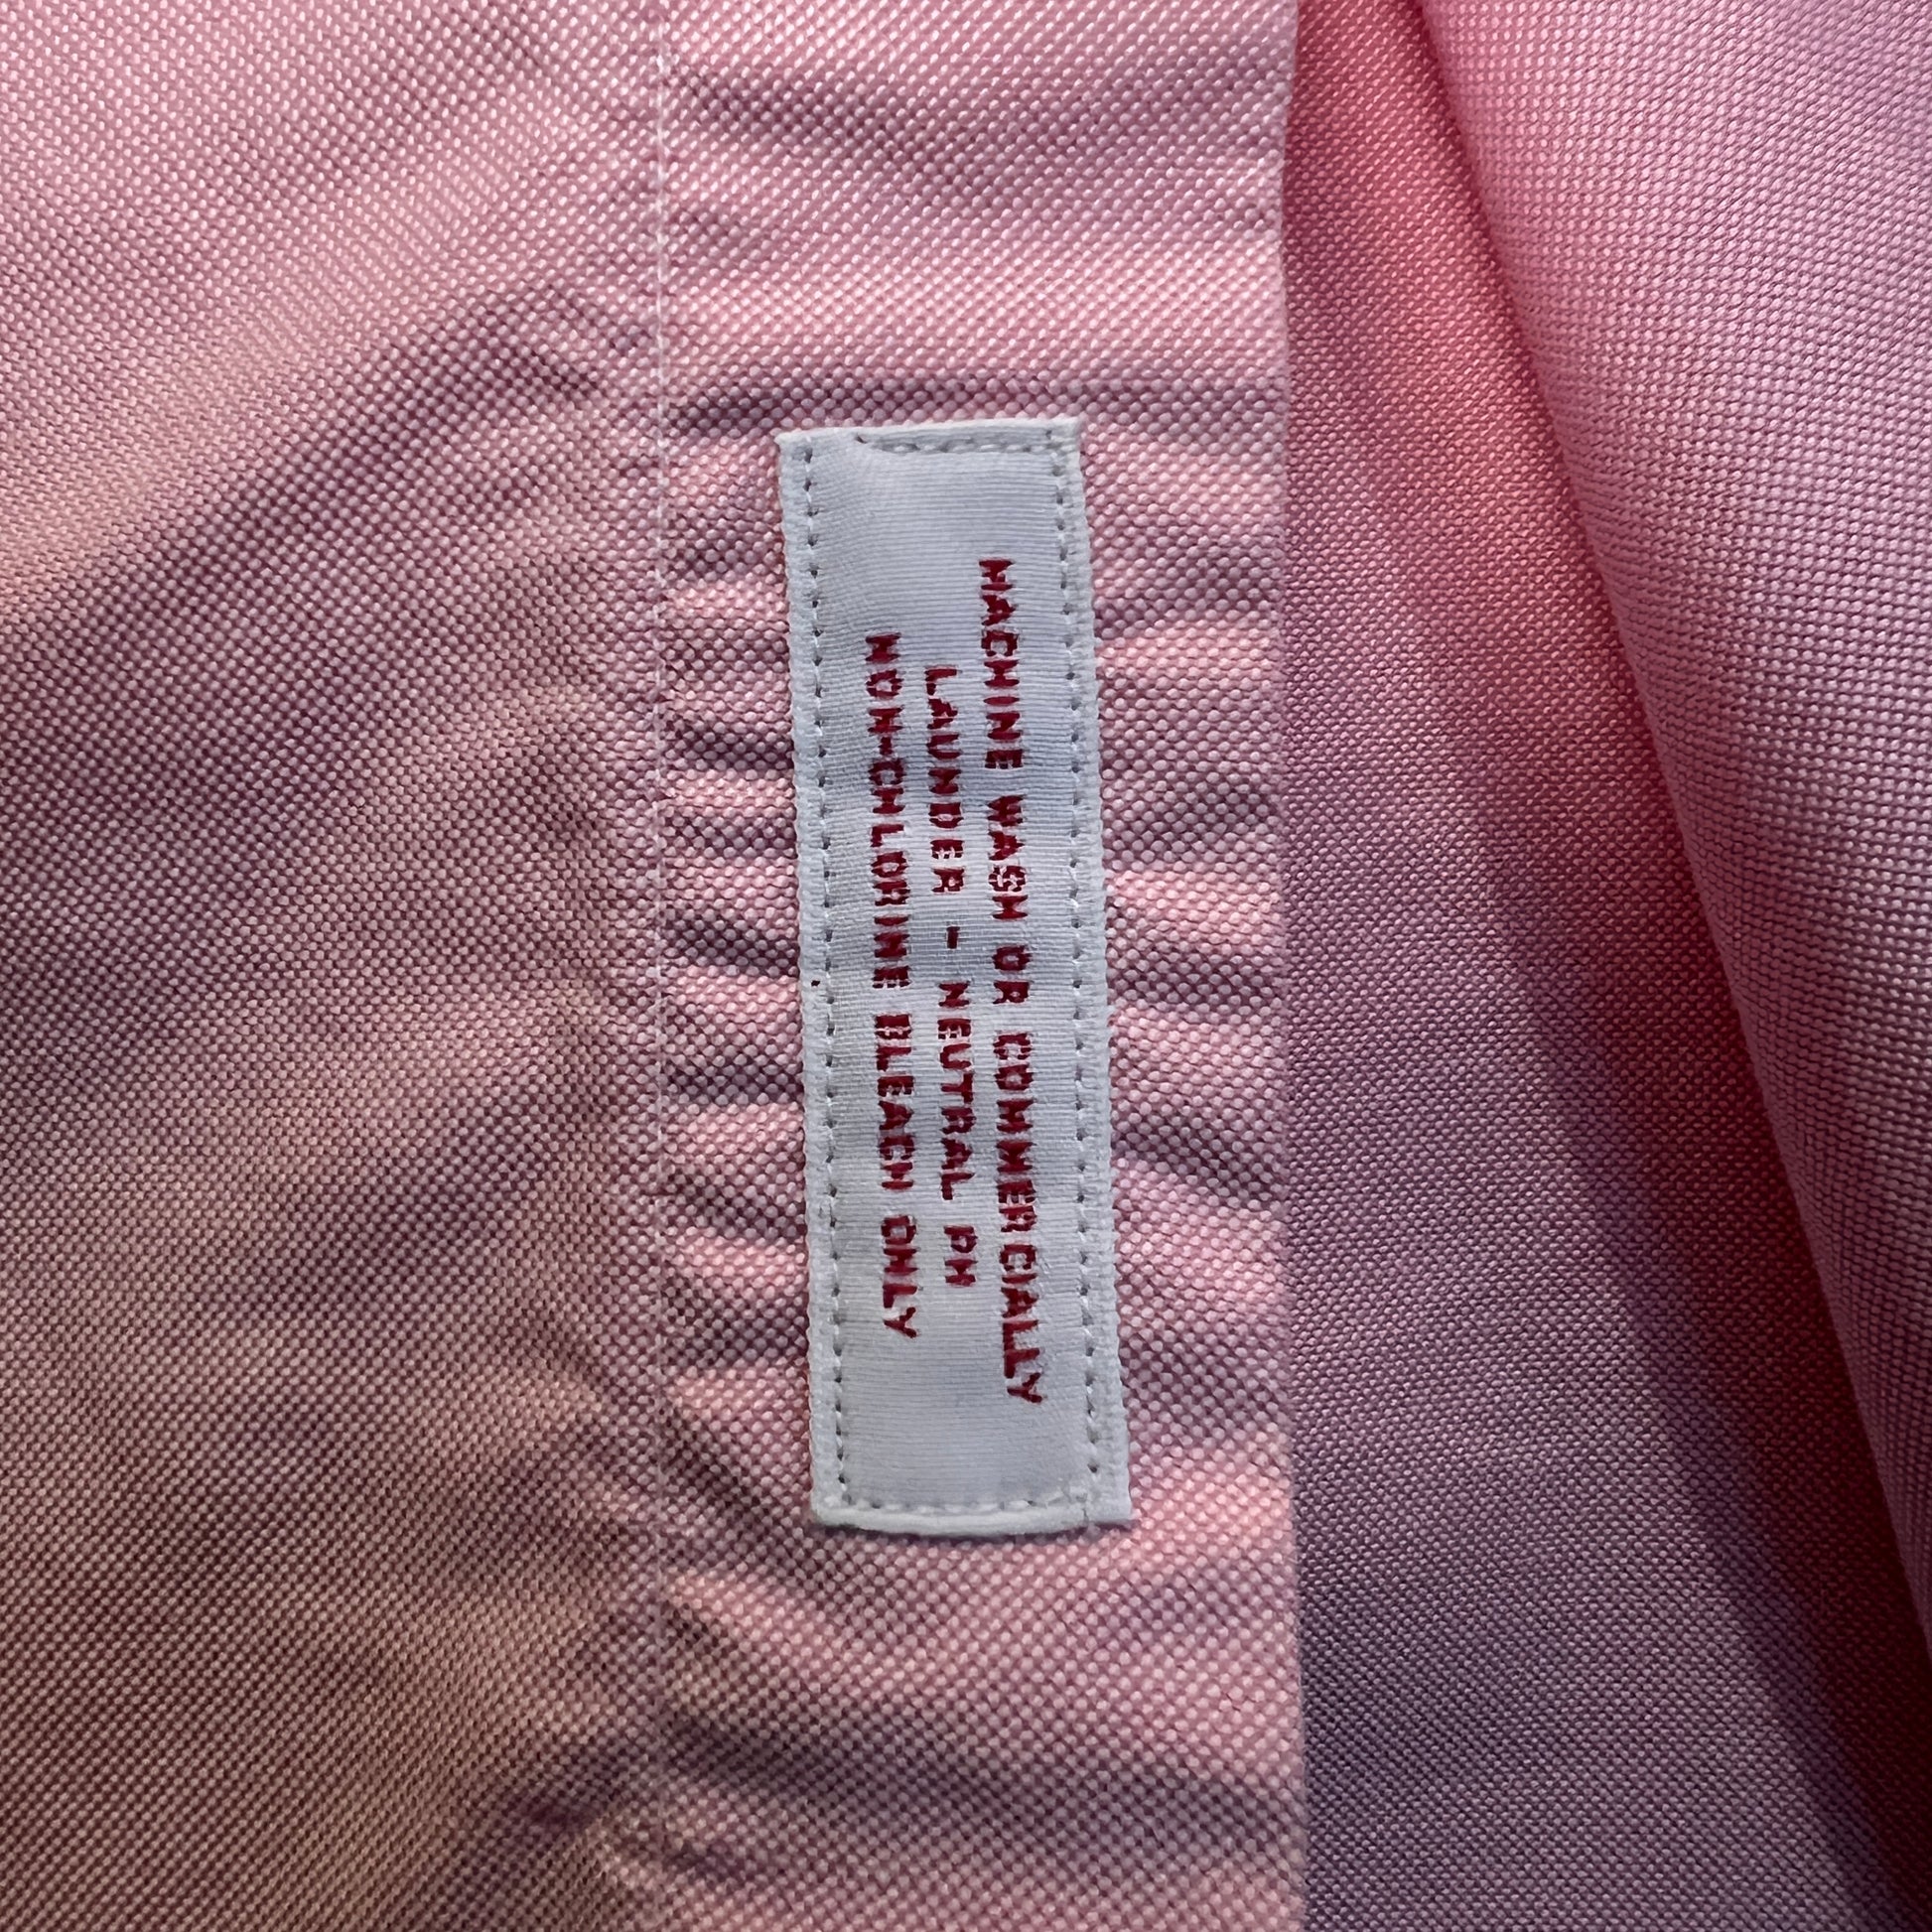 MACHINE WASH OR COMMERCIALLY
LAUNDER - NEUTRAL PH
NON-CHLORINE BLEACH ONLY